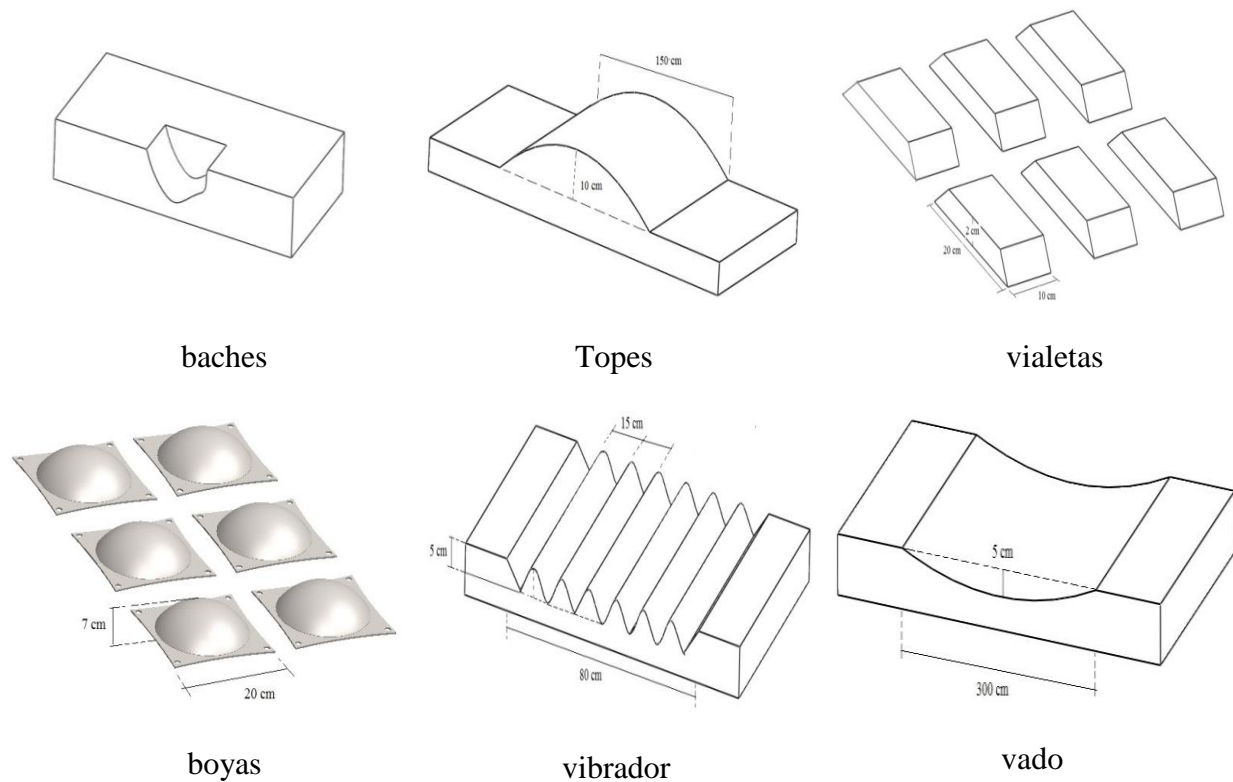 150 cm
10 cm
2 cm
20 cm
10 cm
baches
Topes
vialetas
15 cm
5 cm
80 cm
7 cm
20 cm
5 cm
300 cm
boyas
vibrador
vado